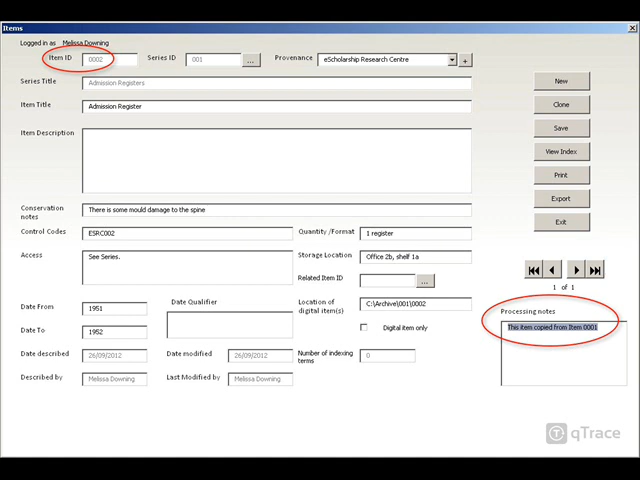 Items
Logged in as Melissa Downing
Item ID 0002 Series ID 001 ... Provenance eScholarship Research Centre +
Series Title Admission Registers
New
Item Title Admission Register
Clone
Item Description
Save
View Index
Print
Export
Conservation notes There is some mould damage to the spine
Exit
Control Codes ESRC002 Quantity /Format 1 register
Access See Series. Storage Location Office 2b, shelf 1a
Related Item ID ...
1 of 1
Date From 1951 Date Qualifier Location of digital item(s) C:\Archive\001\0002
Processing notes
This item copied from Item 0001
Date To 1952 Digital item only
Date described 26/09/2012 Date modified 26/09/2012 Number of indexing terms 0
Described by Melissa Downing Last Modified by Melissa Downing
qTrace